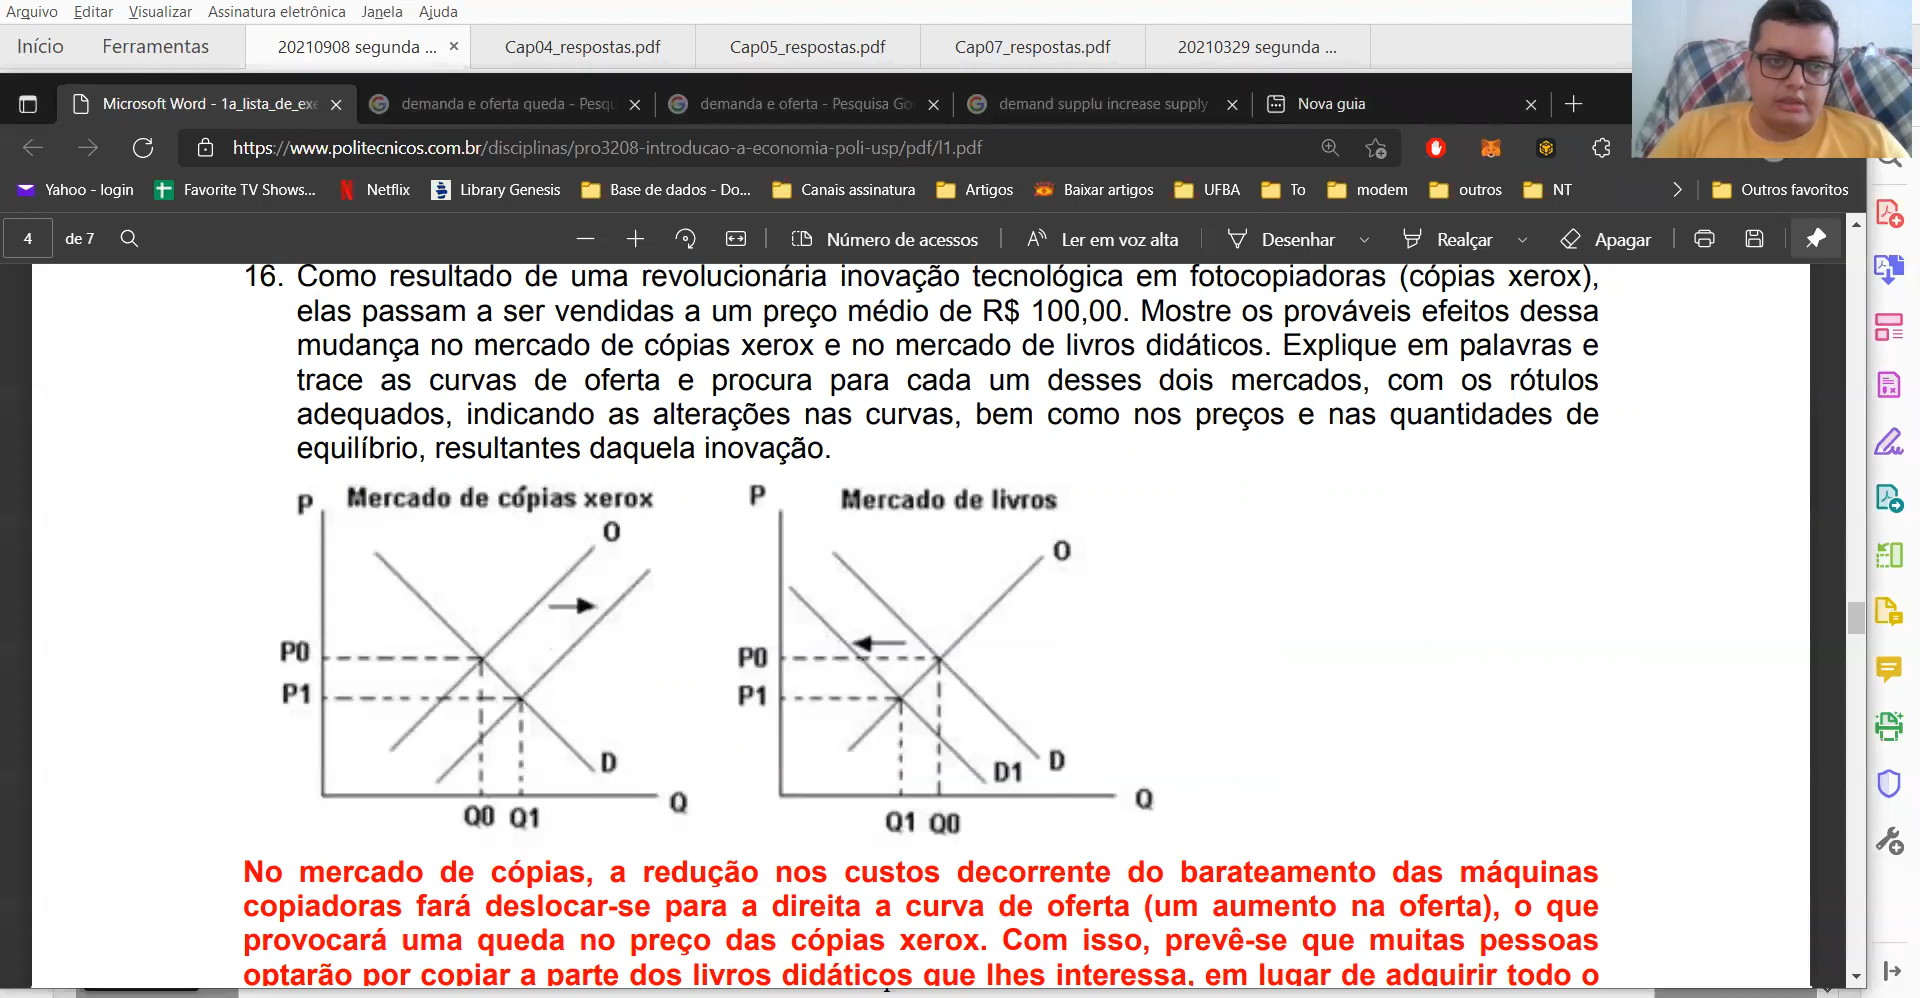 Arquivo Editar Visualizar Assinatura eletrônica Janela Ajuda
Início Ferramentas 20210908 segunda ... × Cap04_respostas.pdf Cap05_respostas.pdf Cap07_respostas.pdf 20210329 segunda ...
Microsoft Word - 1a_lista_de_exe demanda e oferta queda - Pesqu demanda e oferta - Pesquisa Go demand supplu increase supply Nova guia
https://www.politecnicos.com.br/disciplinas/pro3208-introducao-a-economia-poli-usp/pdf/l1.pdf
Yahoo - login Favorite TV Shows... Netflix Library Genesis Base de dados - Do... Canais assinatura Artigos Baixar artigos UFBA To modem outros NT Outros favoritos
4 de 7 Número de acessos Ler em voz alta Desenhar Realçar Apagar
16. Como resultado de uma revolucionária inovação tecnológica em fotocopiadoras (cópias xerox),
elas passam a ser vendidas a um preço médio de R$ 100,00. Mostre os prováveis efeitos dessa
mudança no mercado de cópias xerox e no mercado de livros didáticos. Explique em palavras e
trace as curvas de oferta e procura para cada um desses dois mercados, com os rótulos
adequados, indicando as alterações nas curvas, bem como nos preços e nas quantidades de
equilíbrio, resultantes daquela inovação.
P Mercado de cópias xerox
O
P0
P1
D
Q
Q0 Q1
P Mercado de livros
O
P0
P1
D1 D
Q
Q1 Q0
No mercado de cópias, a redução nos custos decorrente do barateamento das máquinas
copiadoras fará deslocar-se para a direita a curva de oferta (um aumento na oferta), o que
provocará uma queda no preço das cópias xerox. Com isso, prevê-se que muitas pessoas
optarão por copiar a parte dos livros didáticos que lhes interessa, em lugar de adquirir todo o